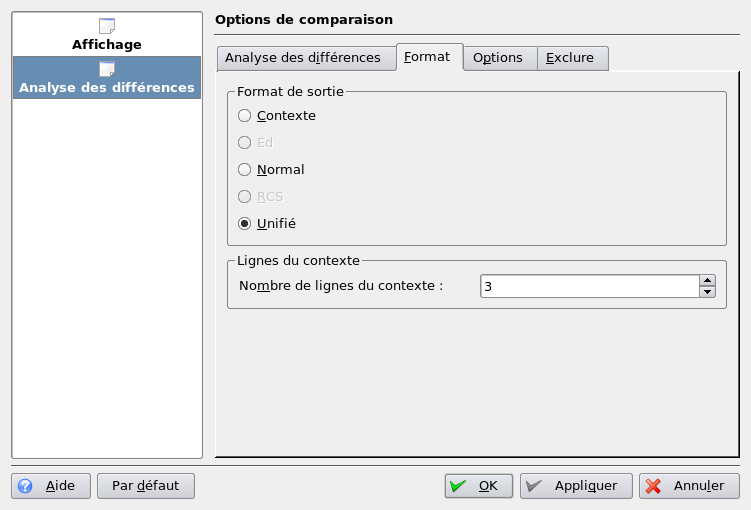 Affichage
Analyse des différences
Options de comparaison
Analyse des différences
Format
Options
Exclure
Format de sortie
Contexte
Ed
Normal
RCS
Unifié
Lignes du contexte
Nombre de lignes du contexte :
3
Aide
Par défaut
OK
Appliquer
Annuler